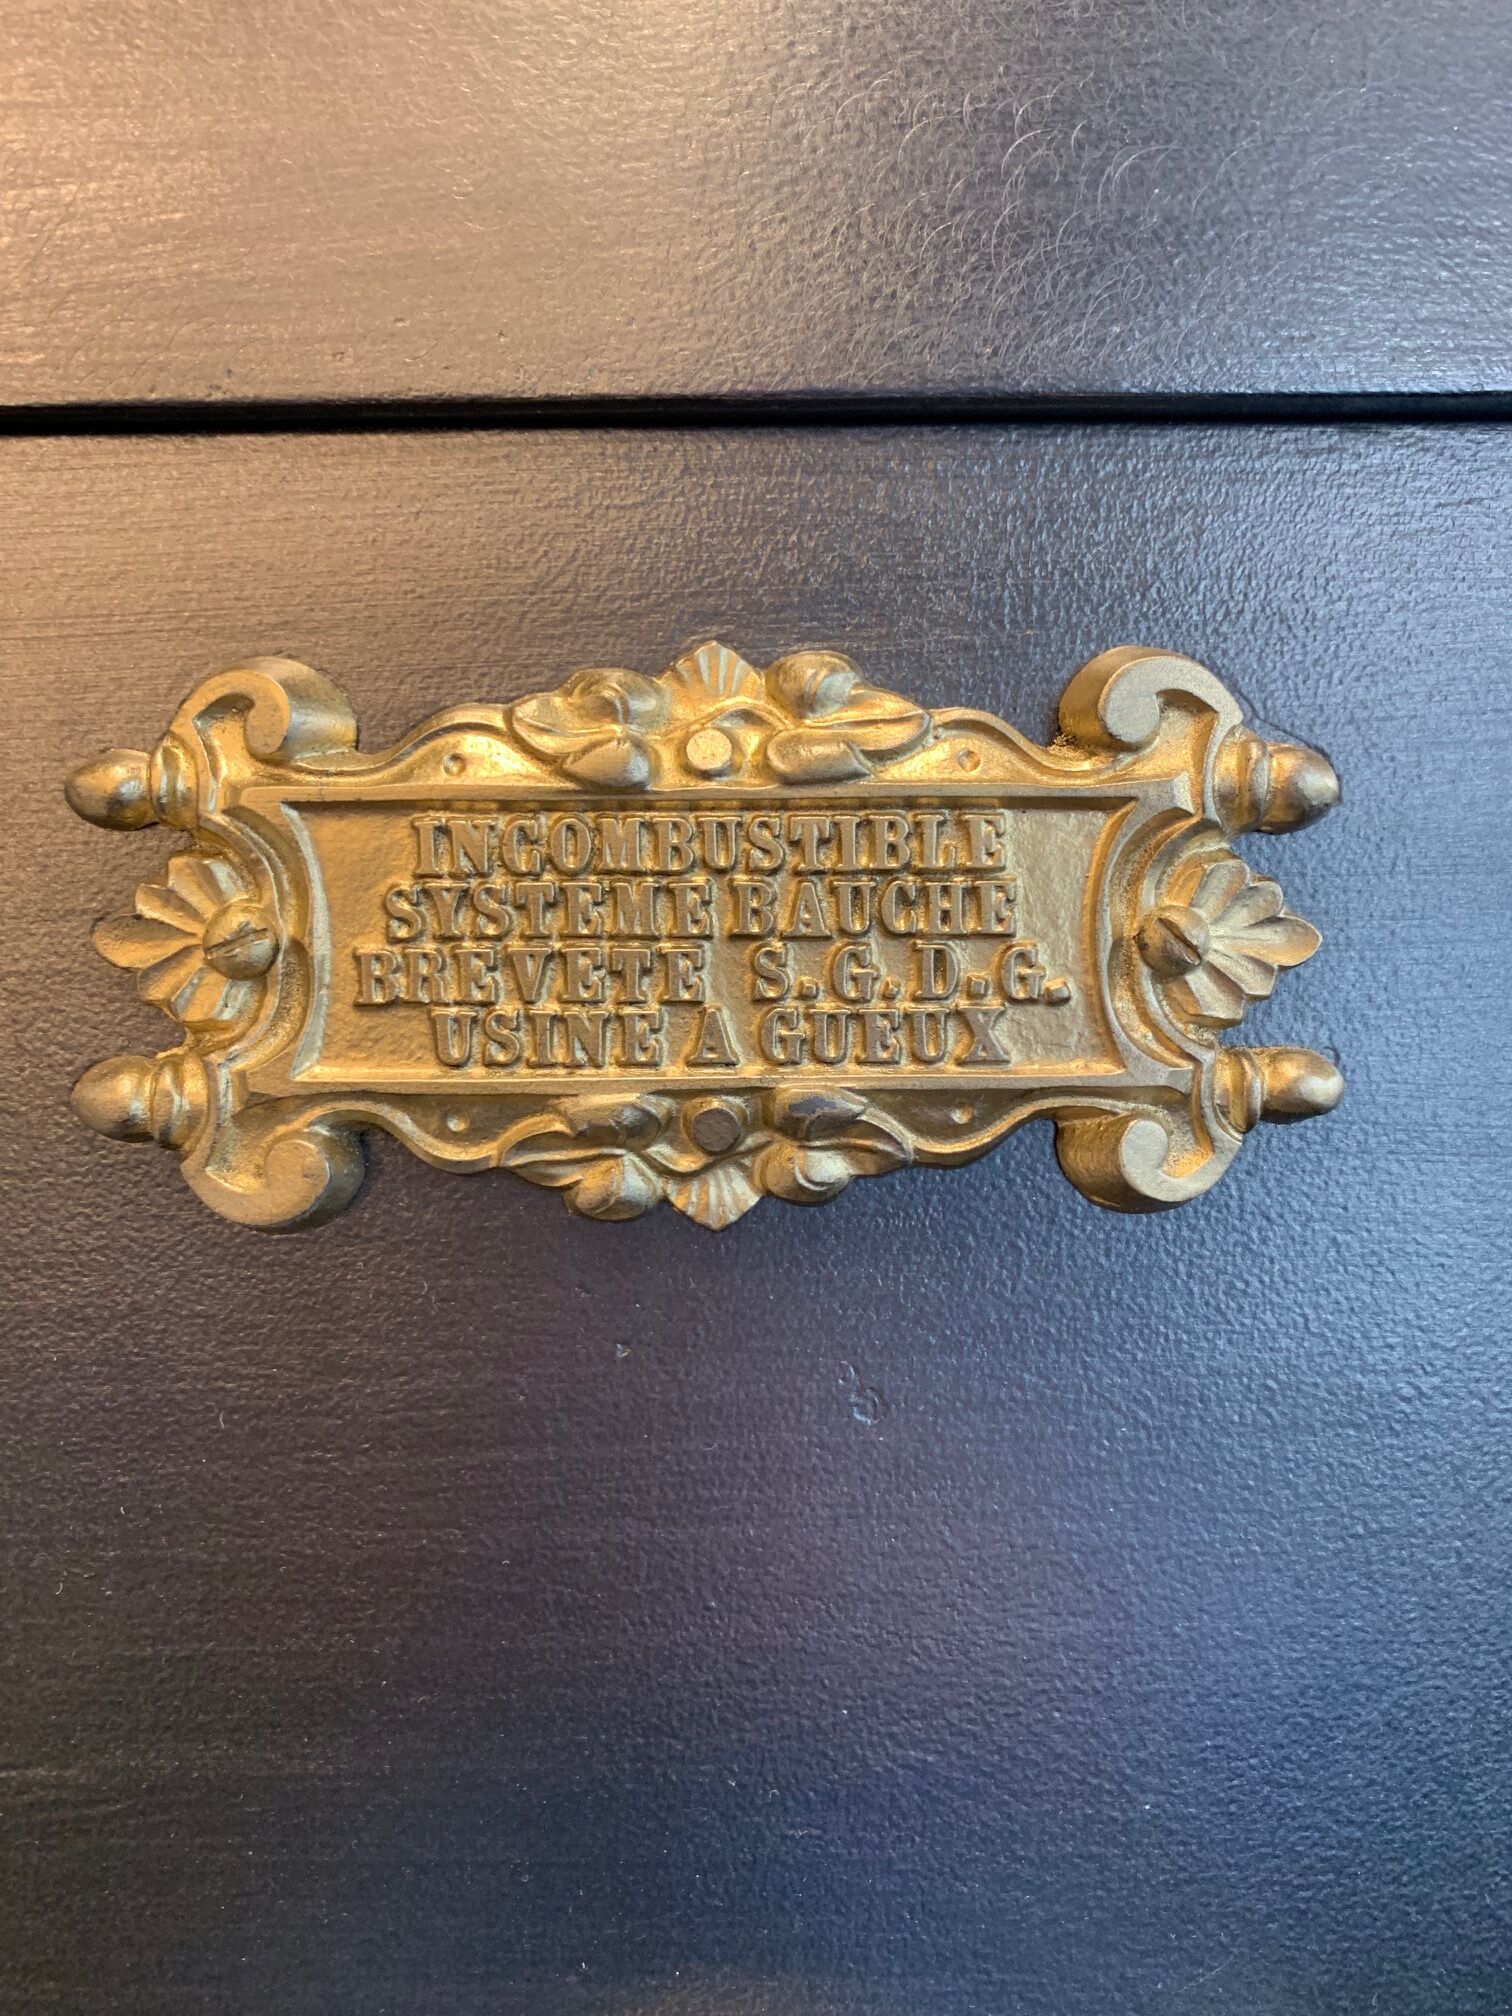 INCOMBUSTIBLE
SYSTEME BAUCHE
BREVETE S.G.D.G.
USINE A GUEUX